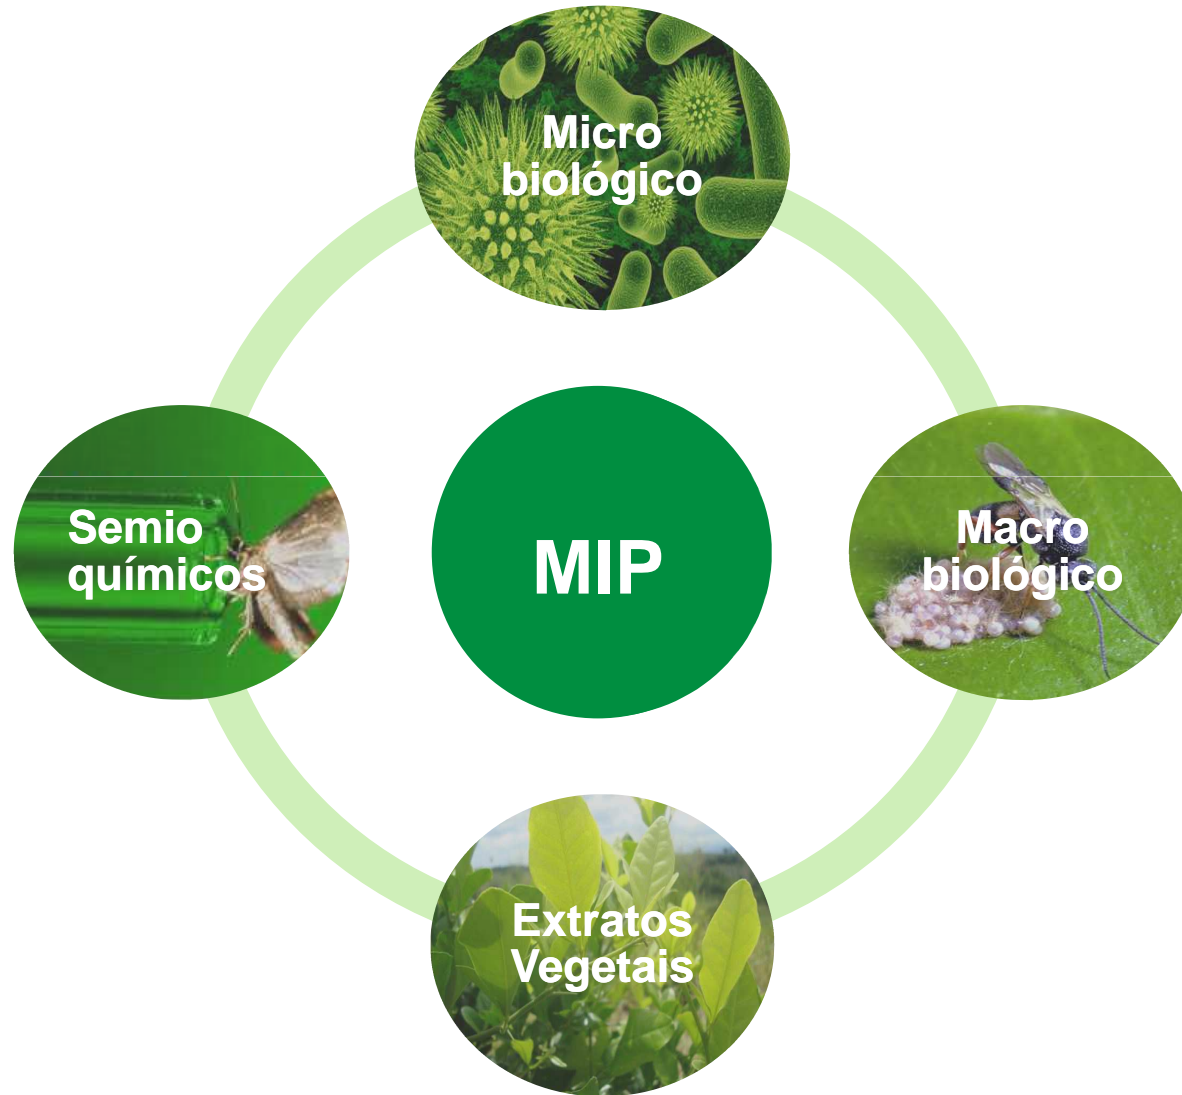 Micro
biológico
Semio
químicos
MIP
Macro
biológico
Extratos
Vegetais